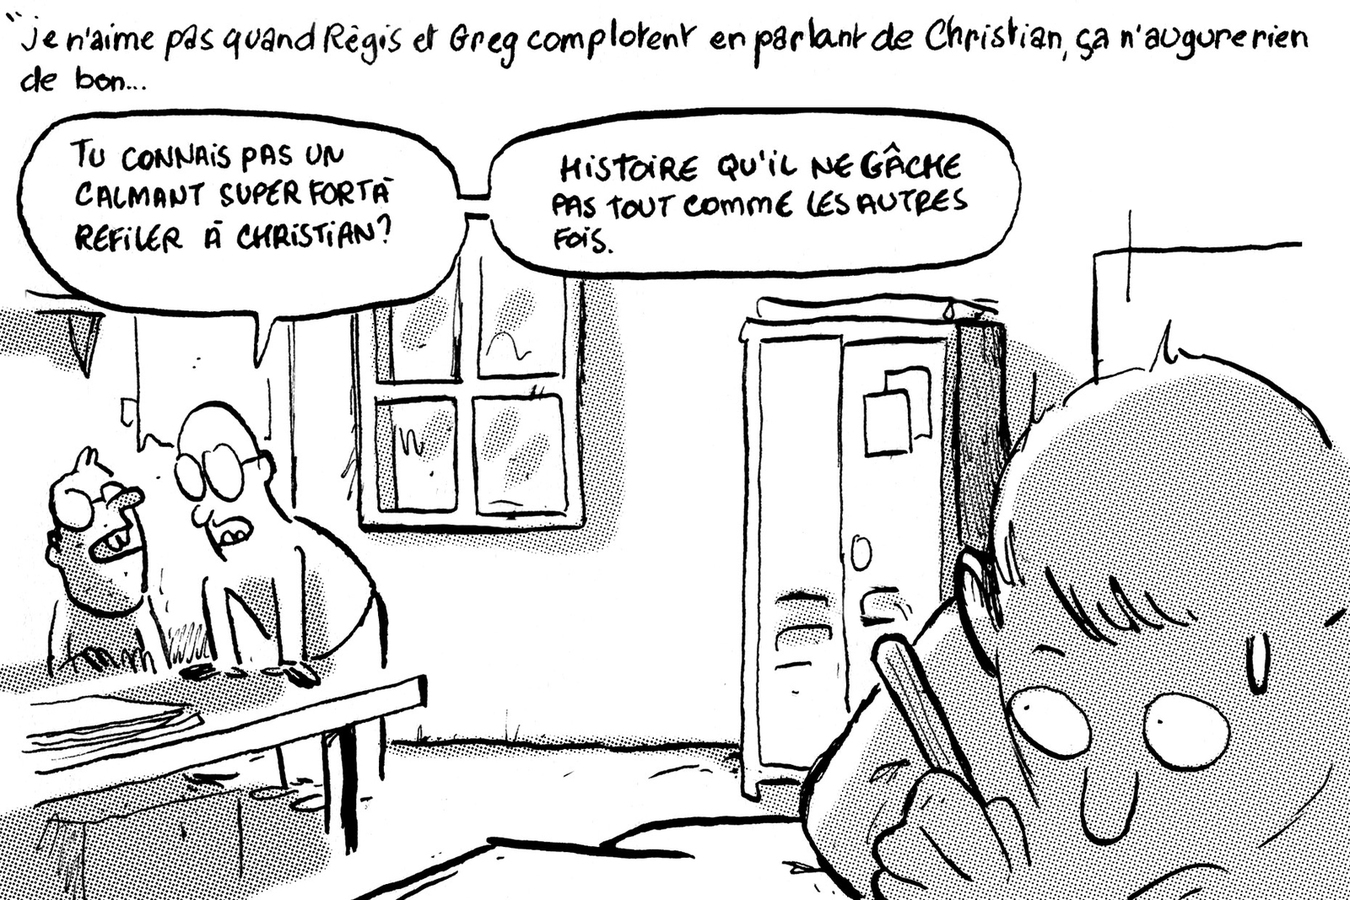 "Je n'aime pas quand Régis et Greg complotent en parlant de Christian, ça n'augure rien
de bon...
TU CONNAIS PAS UN
CALMANT SUPER FORT À
REFILER À CHRISTIAN?
HISTOIRE QU'IL NE GÂCHE
PAS TOUT COMME LES AUTRES
FOIS.